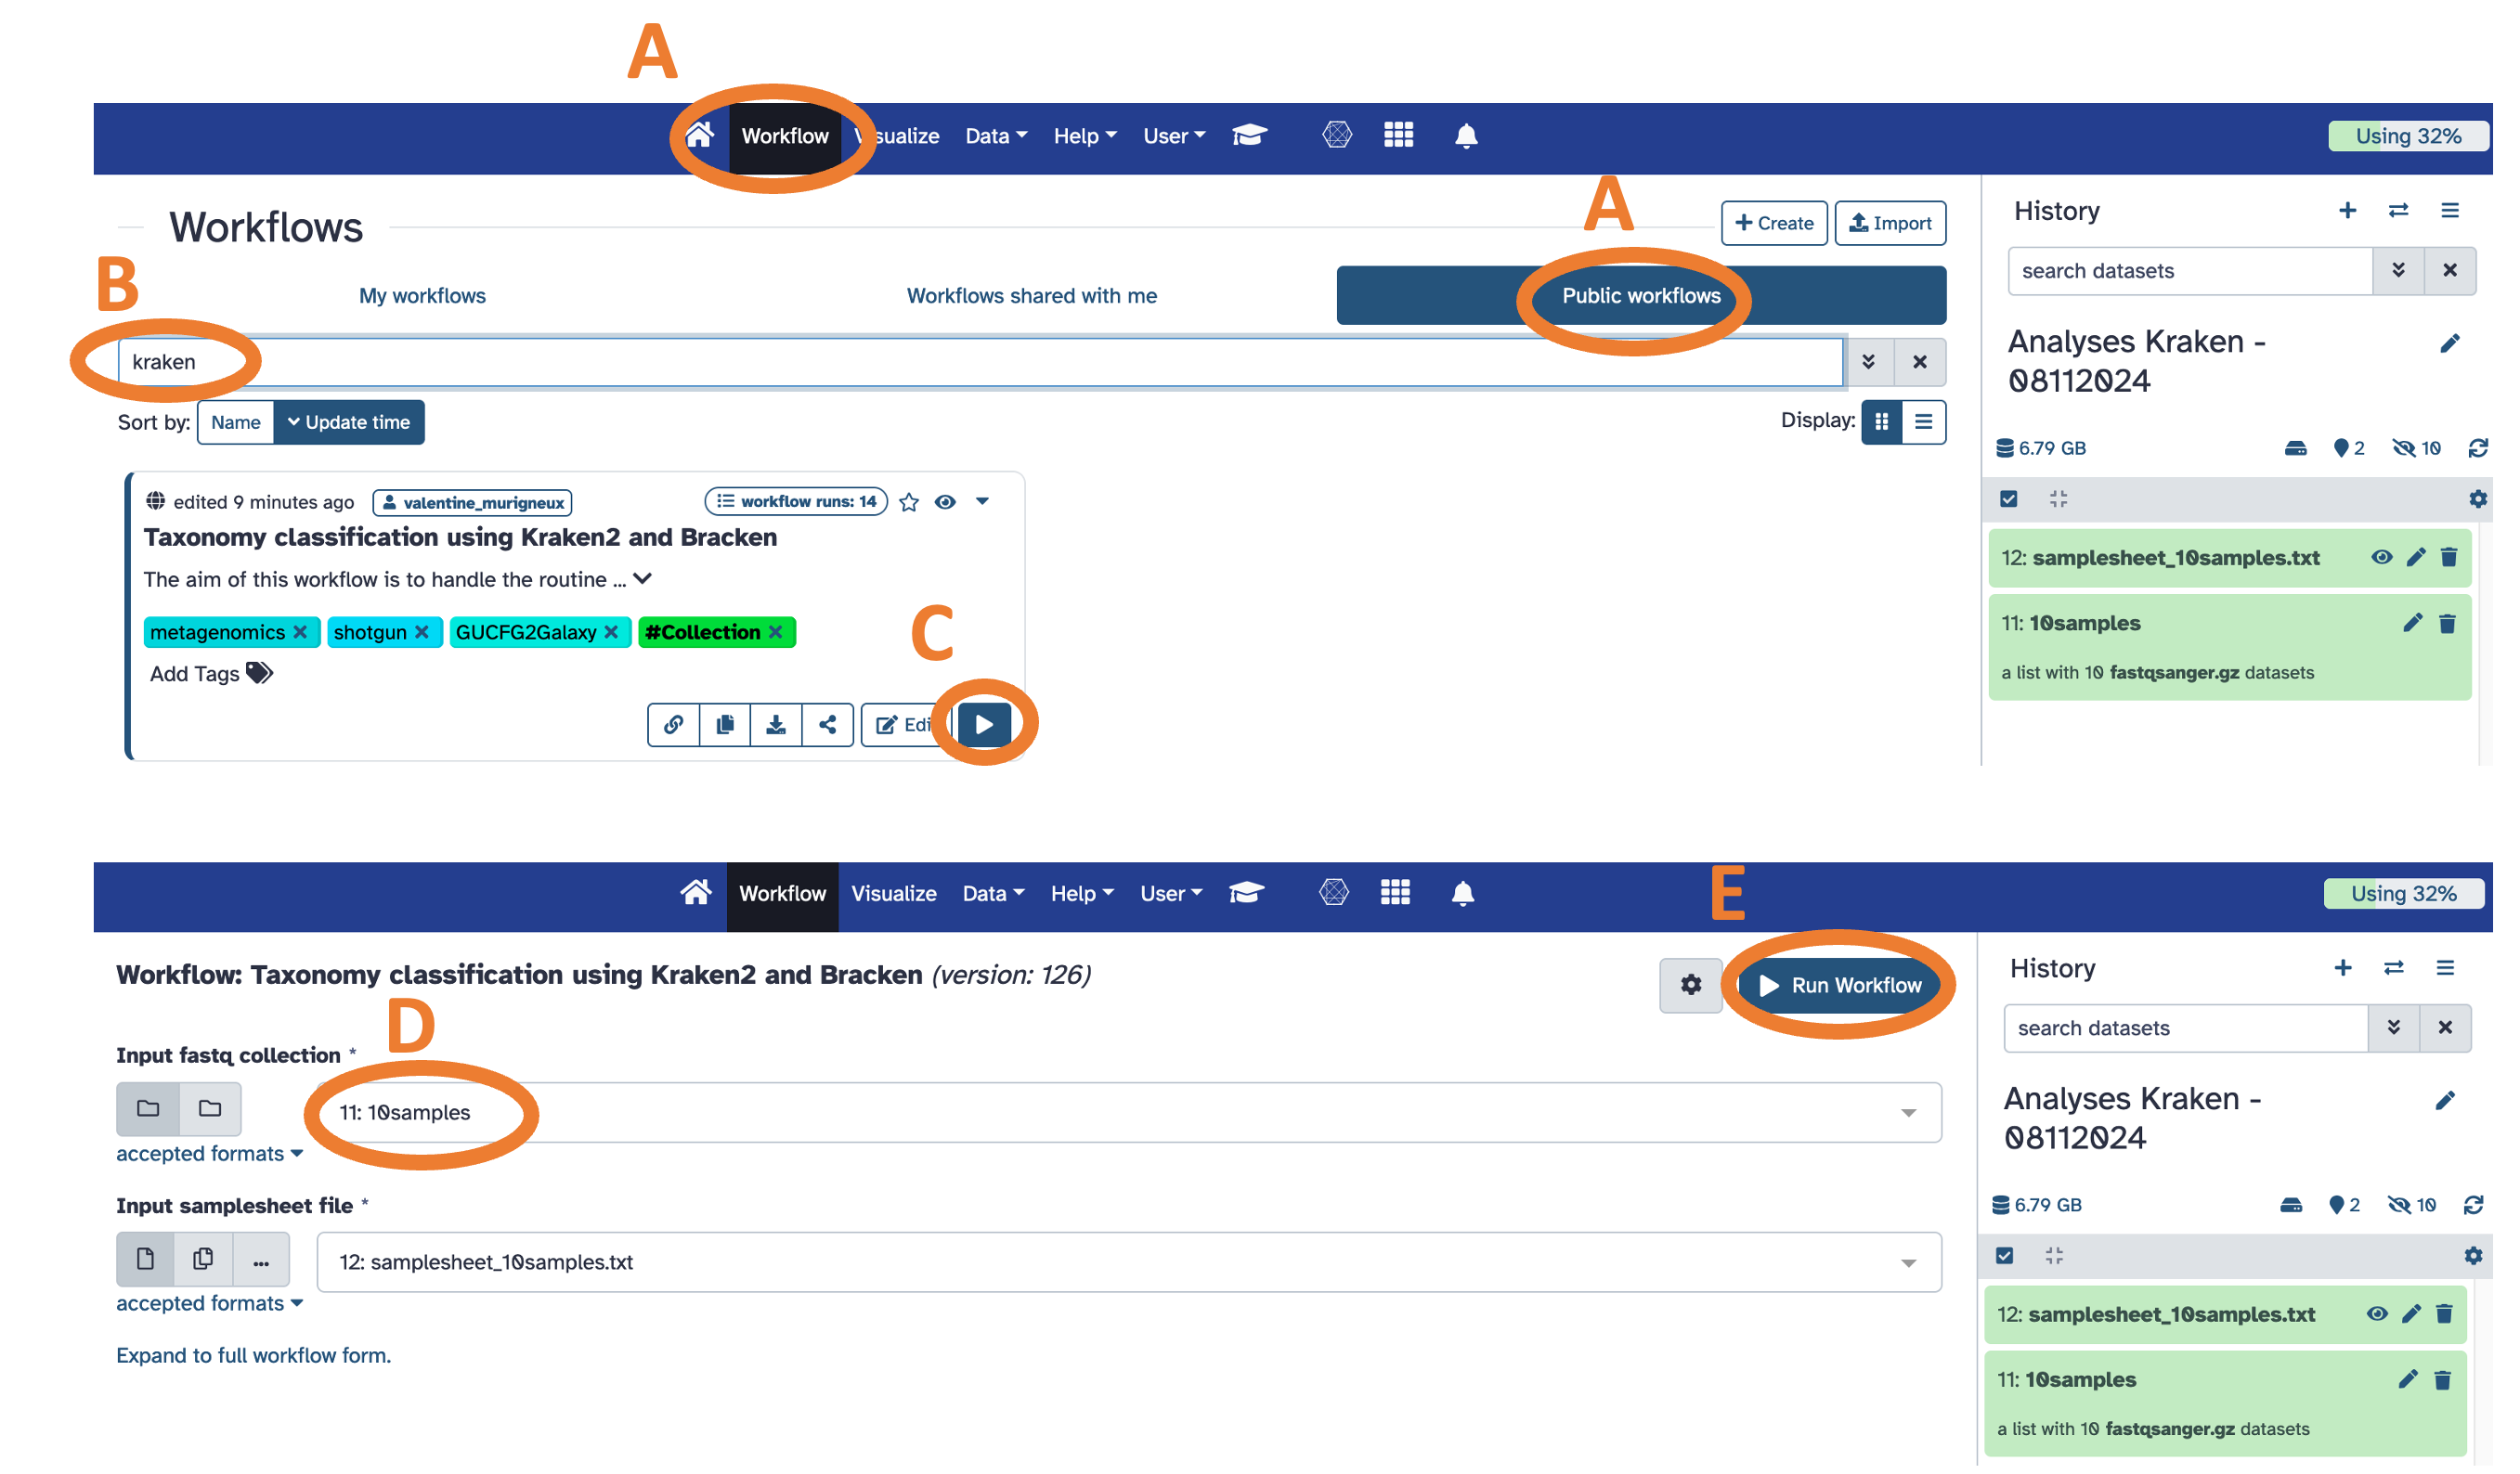 A
Workflow Visualize Data Help User
Using 32%
A
Workflows
Create Import
History
B
My workflows Workflows shared with me Public workflows
search datasets
kraken
Analyses Kraken -
08112024
Sort by: Name Update time
Display:
6.79 GB 2 10
edited 9 minutes ago valentine_murigneux workflow runs: 14
Taxonomy classification using Kraken2 and Bracken
The aim of this workflow is to handle the routine ...
metagenomics shotgun GUCFG2Galaxy #Collection
C
Add Tags
Edi
12: samplesheet_10samples.txt
11: 10samples
a list with 10 fastqsanger.gz datasets
Workflow Visualize Data Help User
E
Using 32%
Workflow: Taxonomy classification using Kraken2 and Bracken (version: 126)
Run Workflow
D
Input fastq collection *
11: 10samples
accepted formats
Input samplesheet file *
... 12: samplesheet_10samples.txt
accepted formats
Expand to full workflow form.
History
search datasets
Analyses Kraken -
08112024
6.79 GB 2 10
12: samplesheet_10samples.txt
11: 10samples
a list with 10 fastqsanger.gz datasets